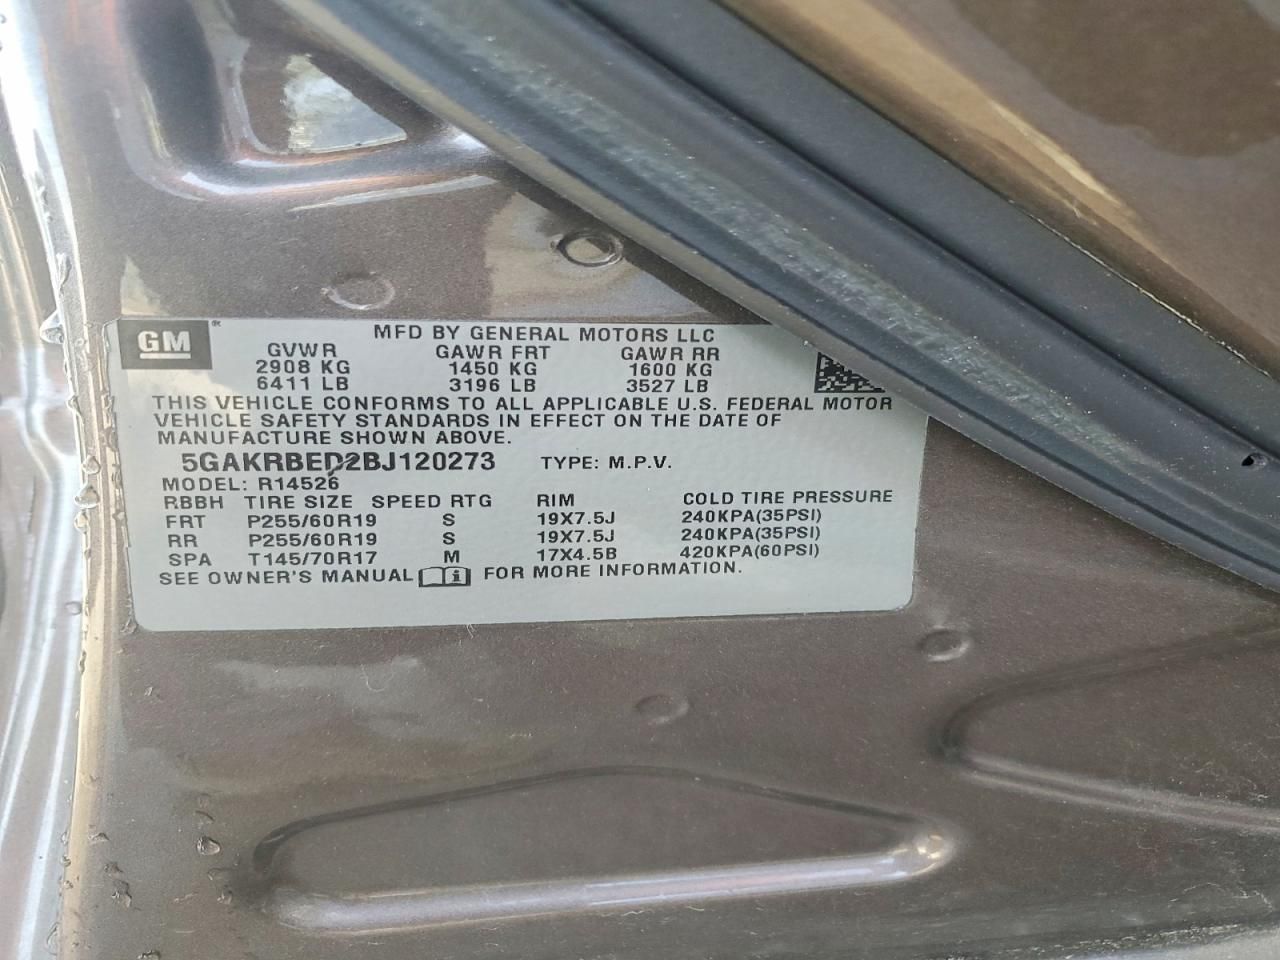 GM ®
MFD BY GENERAL MOTORS LLC
GVWR GAWR FRT GAWR RR
2908 KG 1450 KG 1600 KG
6411 LB 3196 LB 3527 LB
THIS VEHICLE CONFORMS TO ALL APPLICABLE U.S. FEDERAL MOTOR
VEHICLE SAFETY STANDARDS IN EFFECT ON THE DATE OF
MANUFACTURE SHOWN ABOVE.
5GAKRBED2BJ120273 TYPE: M.P.V.
MODEL: R14526
RBBH TIRE SIZE SPEED RTG RIM COLD TIRE PRESSURE
FRT P255/60R19 S 19X7.5J 240KPA(35PSI)
RR P255/60R19 S 19X7.5J 240KPA(35PSI)
SPA T145/70R17 M 17X4.5B 420KPA(60PSI)
SEE OWNER'S MANUAL i FOR MORE INFORMATION.